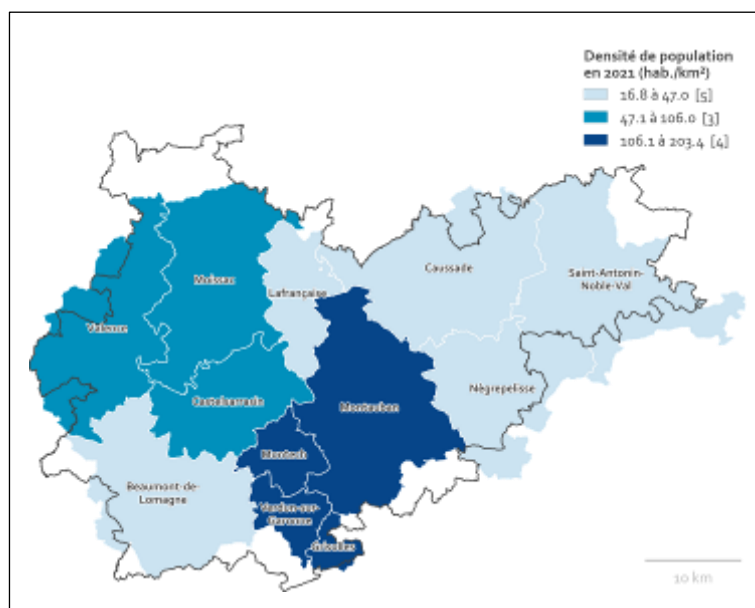 Densité de population
en 2021 (hab./km²)
16.8 à 47.0 [5]
47.1 à 106.0 [3]
106.1 à 203.4 [4]
Moissac
Lafrançaise
Caussade
Saint-Antonin-
Noble-Val
Valence
Castelsarrasin
Montauban
Nègrepelisse
Montech
Beaumont-de-
Lomagne
Verdun-sur-
Garonne
Grisolles
10 km